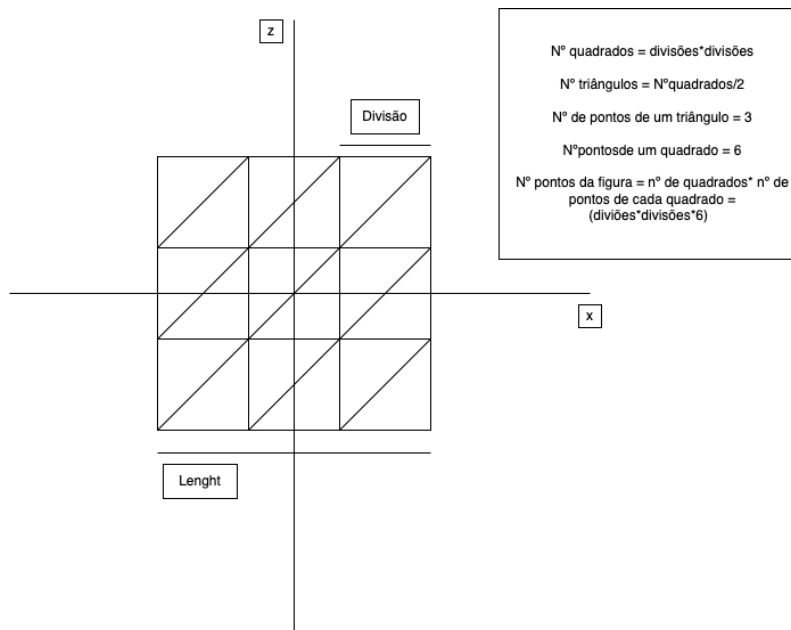 z
Nº quadrados = divisões*divisões
Nº triângulos = Nºquadrados/2
Nº de pontos de um triângulo = 3
Nºpontosde um quadrado = 6
Nº pontos da figura = nº de quadrados* nº de
pontos de cada quadrado =
(diviões*divisões*6)
Divisão
x
Lenght